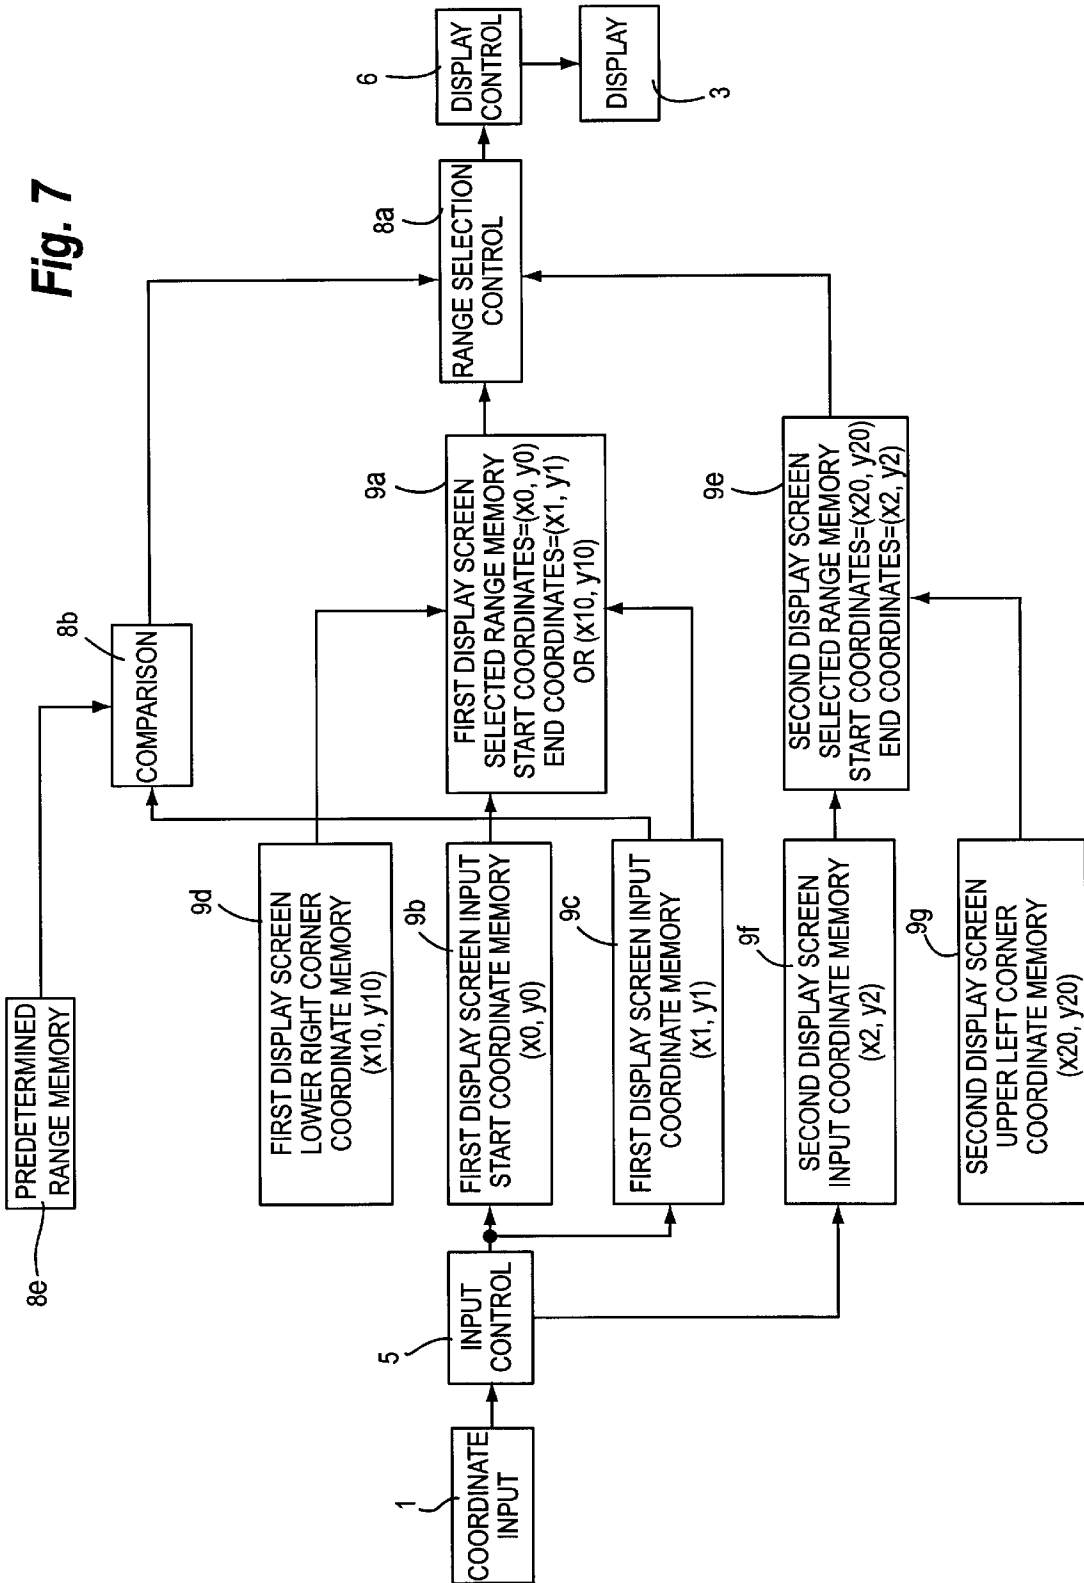 Fig. 7
8e
PREDETERMINED
RANGE MEMORY
8b
COMPARISON
9d
FIRST DISPLAY SCREEN
LOWER RIGHT CORNER
COORDINATE MEMORY
(x10, y10)
1
COORDINATE
INPUT
5
INPUT
CONTROL
9b
FIRST DISPLAY SCREEN INPUT
START COORDINATE MEMORY
(x0, y0)
9a
FIRST DISPLAY SCREEN
SELECTED RANGE MEMORY
START COORDINATES=(x0, y0)
END COORDINATES=(x1, y1)
OR (x10, y10)
8a
RANGE SELECTION
CONTROL
6
DISPLAY
CONTROL
DISPLAY
3
9c
FIRST DISPLAY SCREEN INPUT
COORDINATE MEMORY
(x1, y1)
9f
SECOND DISPLAY SCREEN
INPUT COORDINATE MEMORY
(x2, y2)
9e
SECOND DISPLAY SCREEN
SELECTED RANGE MEMORY
START COORDINATES=(x20, y20)
END COORDINATES=(x2, y2)
9g
SECOND DISPLAY SCREEN
UPPER LEFT CORNER
COORDINATE MEMORY
(x20, y20)